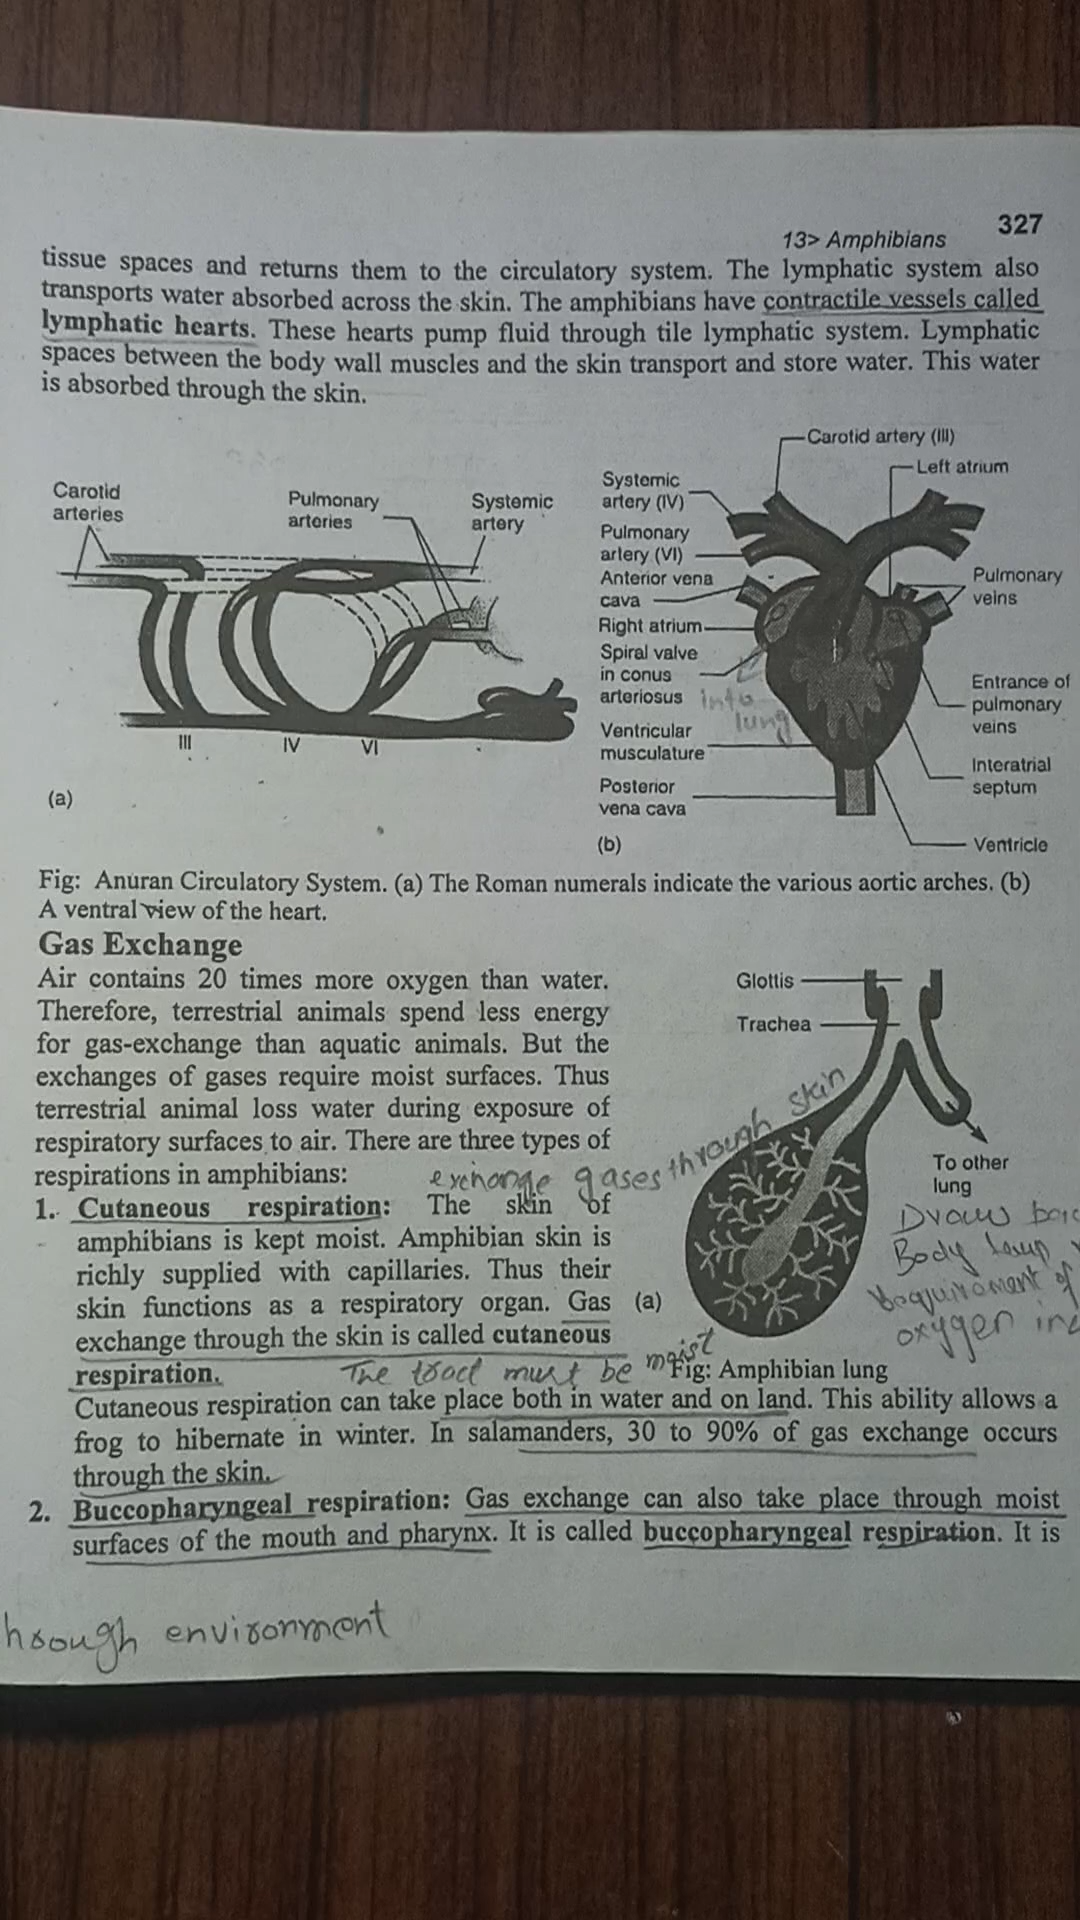 327
13> Amphibians
tissue spaces and returns them to the circulatory system. The lymphatic system also
transports water absorbed across the skin. The amphibians have contractile vessels called
lymphatic hearts. These hearts pump fluid through tile lymphatic system. Lymphatic
spaces between the body wall muscles and the skin transport and store water. This water
is absorbed through the skin.
Carotid
arteries
Pulmonary
arteries
Systemic
artery
III
IV
VI
(a)
Carotid artery (III)
Left atrium
Systemic
artery (IV)
Pulmonary
artery (VI)
Anterior vena
cava
Right atrium
Spiral valve
in conus
arteriosus
into
lung
Ventricular
musculature
Posterior
vena cava
(b)
Pulmonary
veins
Entrance of
pulmonary
veins
Interatrial
septum
Ventricle
Fig: Anuran Circulatory System. (a) The Roman numerals indicate the various aortic arches. (b)
A ventral view of the heart.
Gas Exchange
Air contains 20 times more oxygen than water.
Therefore, terrestrial animals spend less energy
for gas-exchange than aquatic animals. But the
exchanges of gases require moist surfaces. Thus
terrestrial animal loss water during exposure of
respiratory surfaces to air. There are three types of
respirations in amphibians:
exchange gases through skin
1. Cutaneous respiration: The skin of
amphibians is kept moist. Amphibian skin is
richly supplied with capillaries. Thus their
skin functions as a respiratory organ. Gas
exchange through the skin is called cutaneous
respiration.
The must be moist
Glottis
Trachea
To other
lung
Body
oxygen
(a)
Fig: Amphibian lung
Cutaneous respiration can take place both in water and on land. This ability allows a
frog to hibernate in winter. In salamanders, 30 to 90% of gas exchange occurs
through the skin.
2. Buccopharyngeal respiration: Gas exchange can also take place through moist
surfaces of the mouth and pharynx. It is called buccopharyngeal respiration. It is
environment